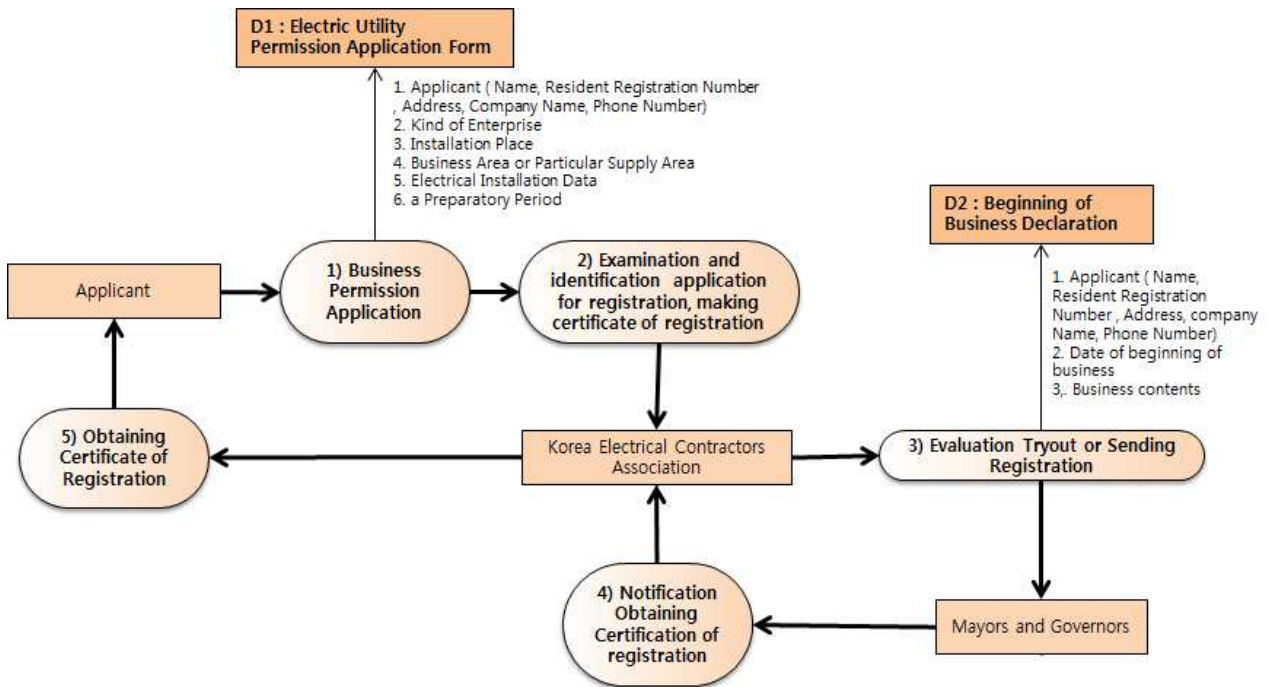 D1 : Electric Utility
Permission Application Form
1. Applicant ( Name, Resident Registration Number
, Address, Company Name, Phone Number)
2. Kind of Enterprise
3. Installation Place
4. Business Area or Particular Supply Area
5. Electrical Installation Data
6. a Preparatory Period
D2 : Beginning of
Business Declaration
1. Applicant ( Name,
Resident Registration
Number , Address, company
Name, Phone Number)
2. Date of beginning of
business
3,. Business contents
Applicant
1) Business
Permission
Application
2) Examination and
identification application
for registration, making
certificate of registration
5) Obtaining
Certificate of
Registration
Korea Electrical Contractors
Association
3) Evaluation Tryout or Sending
Registration
4) Notification
Obtaining
Certification of
registration
Mayors and Governors